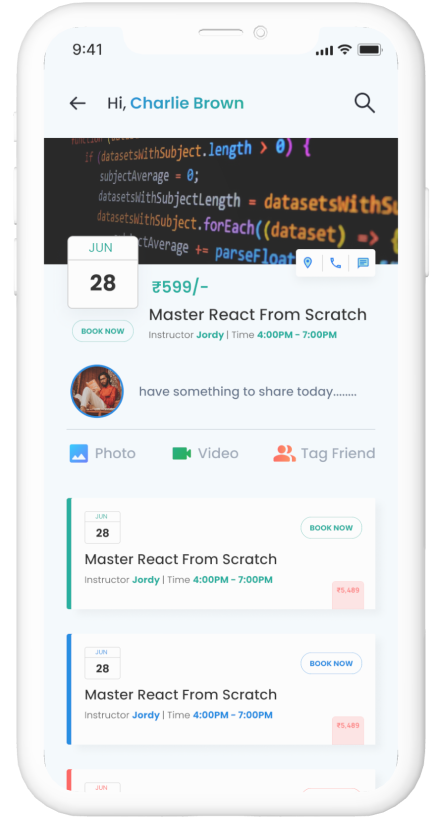 9:41
Hi, Charlie Brown
if (datasetsWithSubject.length > 0) {
subjectAverage = 0;
datasetsWithSubjectLength = datasetsWithSu
datasetsWithSubject.forEach((dataset) => {
ctAverage += parseFloat
JUN
28
₹599/-
Master React From Scratch
BOOK NOW
Instructor Jordy | Time 4:00PM - 7:00PM
have something to share today........
Photo
Video
Tag Friend
JUN
28
BOOK NOW
Master React From Scratch
Instructor Jordy | Time 4:00PM - 7:00PM
₹5,489
JUN
28
BOOK NOW
Master React From Scratch
Instructor Jordy | Time 4:00PM - 7:00PM
₹5,489
JUN